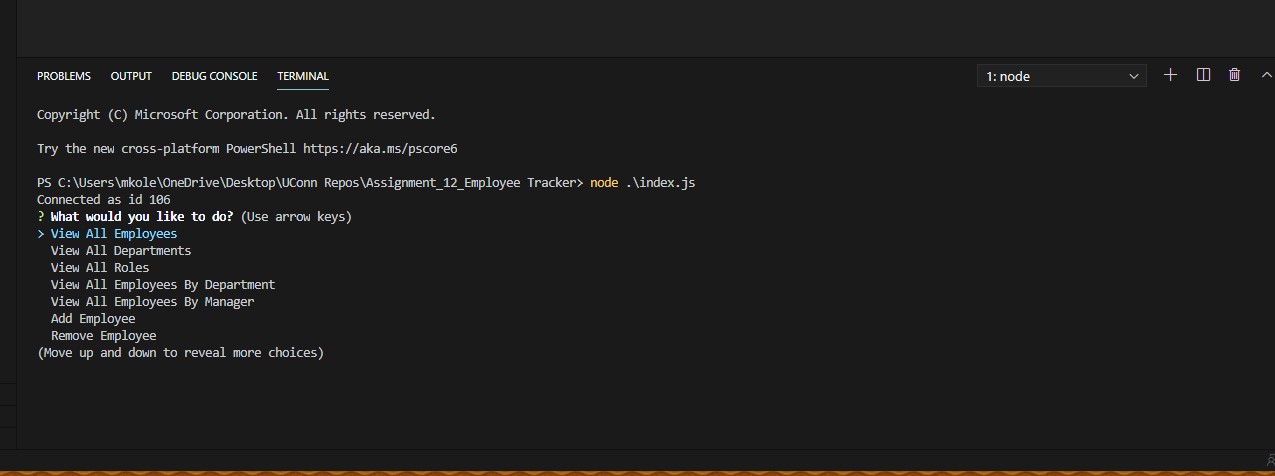 PROBLEMS OUTPUT DEBUG CONSOLE TERMINAL 1: node
Copyright (C) Microsoft Corporation. All rights reserved.
Try the new cross-platform PowerShell https://aka.ms/pscore6
PS C:\Users\mkole\OneDrive\Desktop\UConn Repos\Assignment_12_Employee Tracker> node .\index.js
Connected as id 106
? What would you like to do? (Use arrow keys)
> View All Employees
View All Departments
View All Roles
View All Employees By Department
View All Employees By Manager
Add Employee
Remove Employee
(Move up and down to reveal more choices)